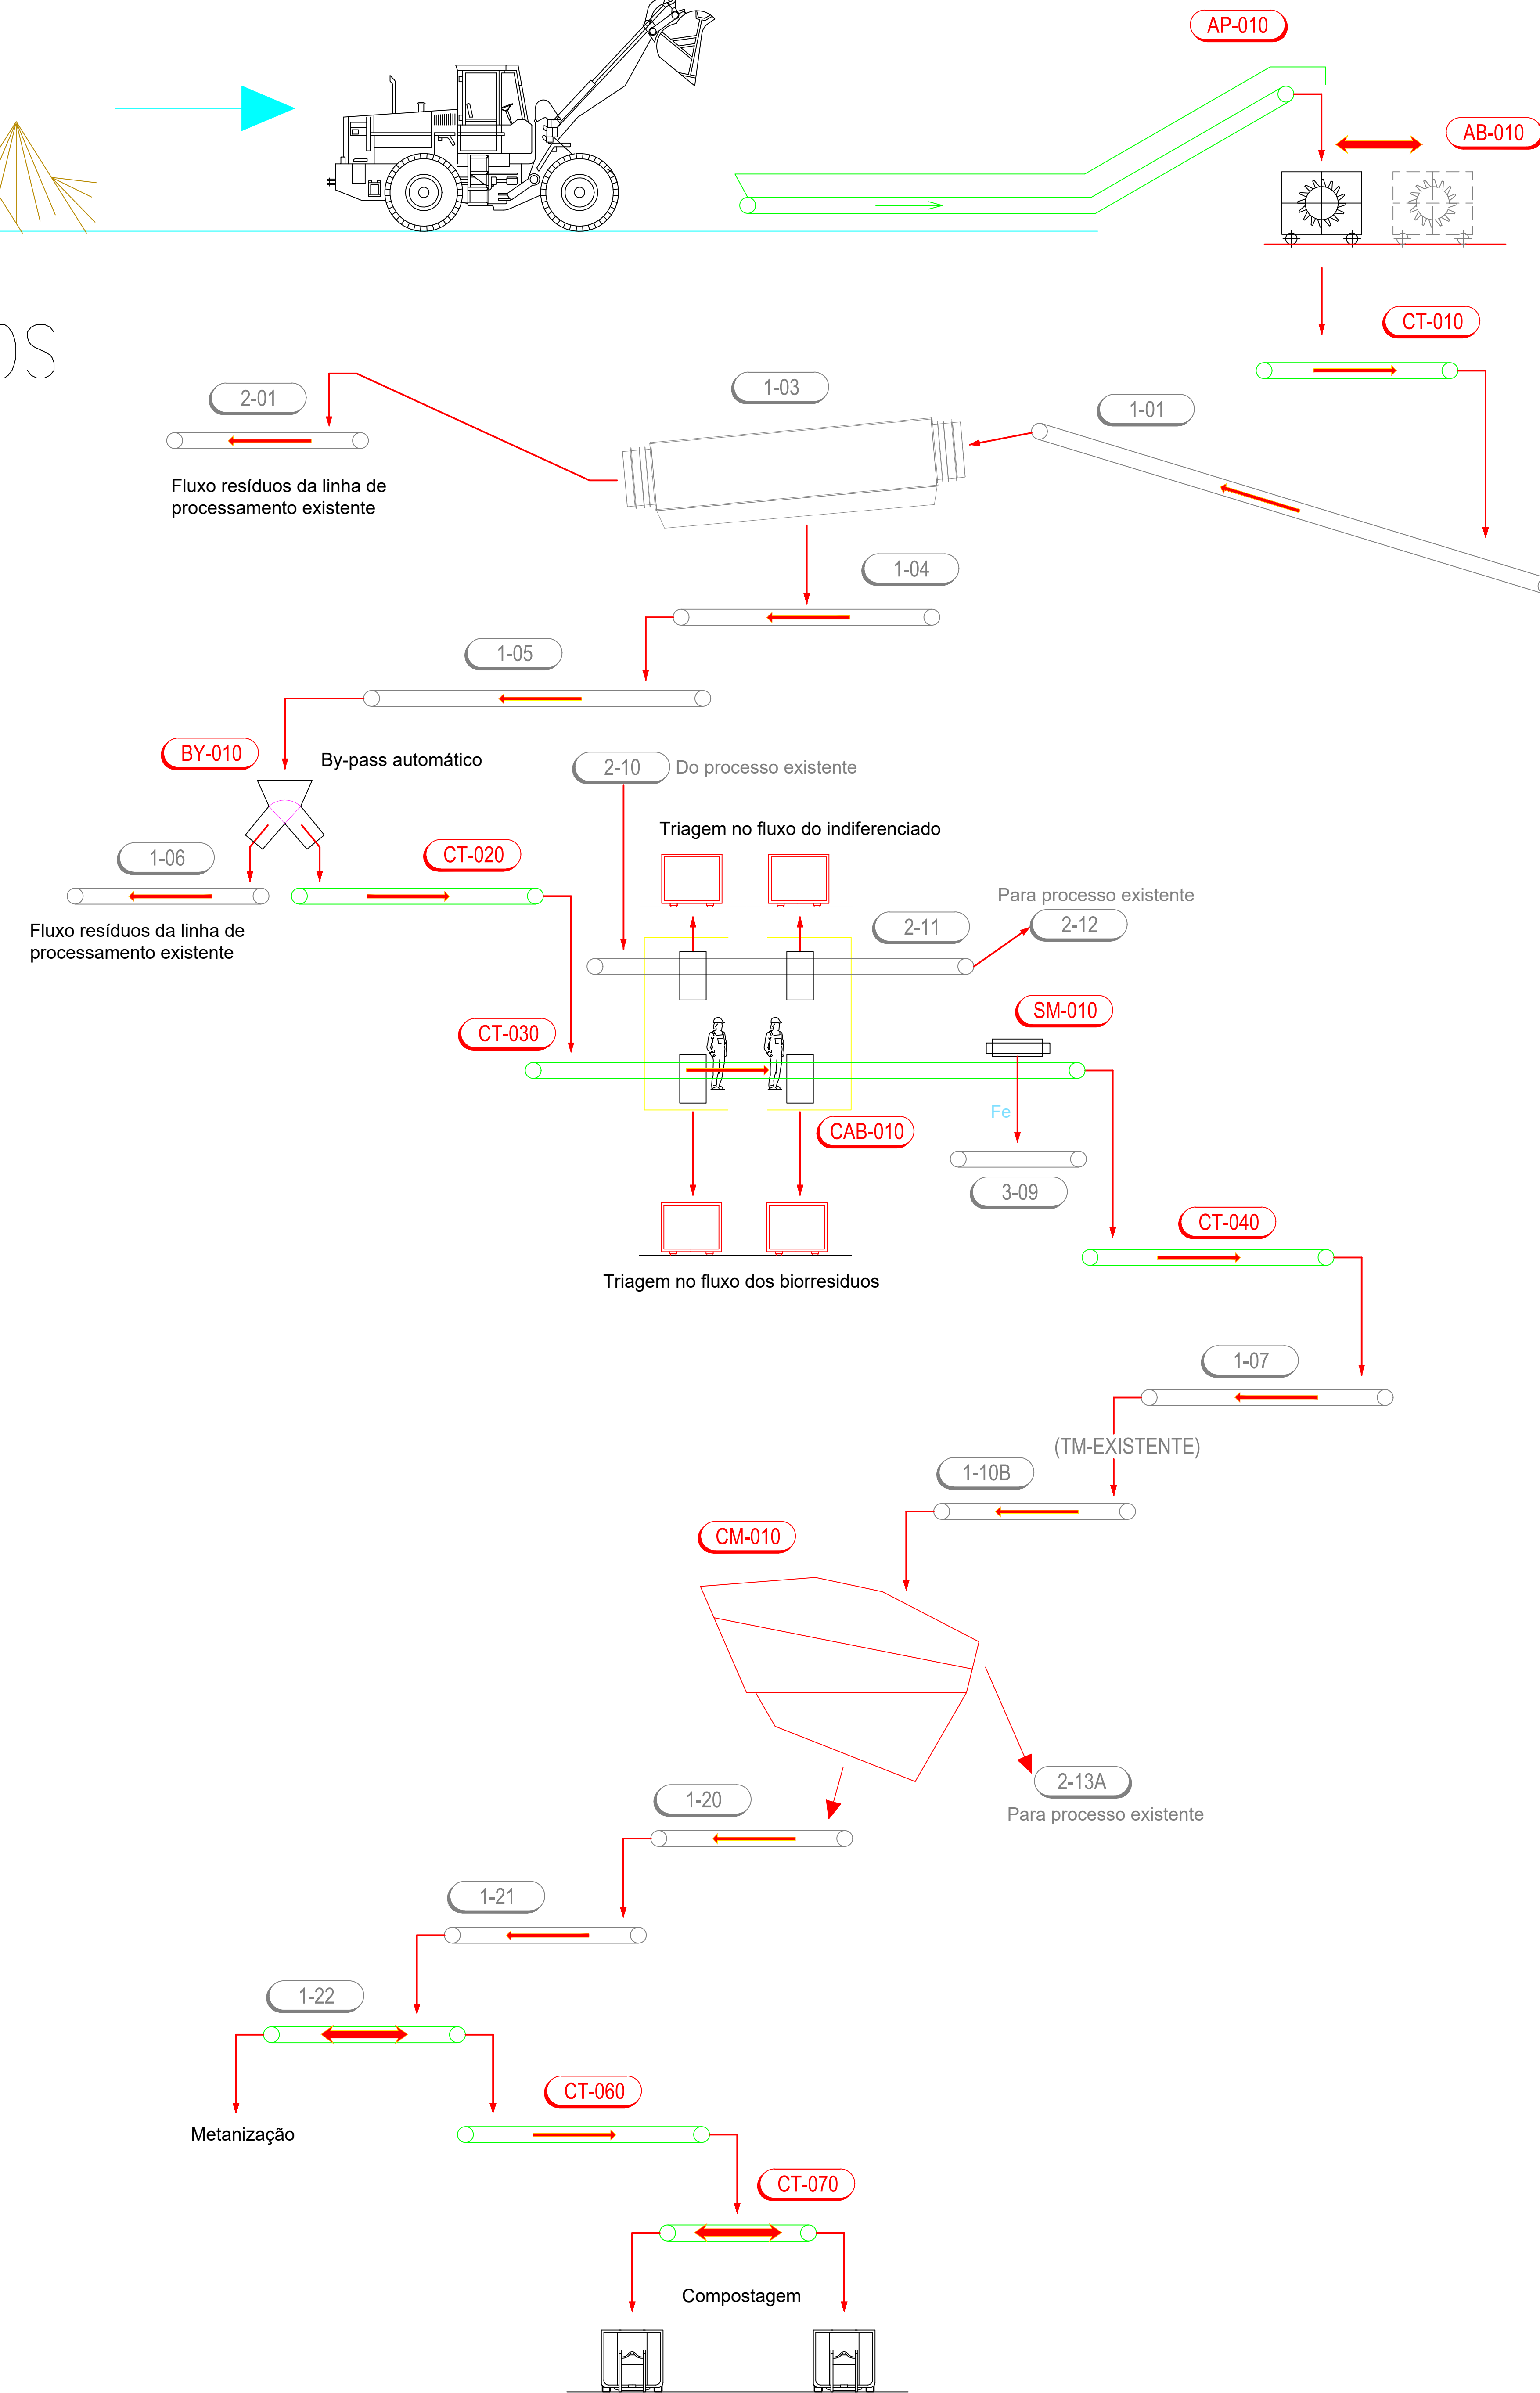 AP-010
AB-010
OS
CT-010
2-01
1-03
1-01
Fluxo resíduos da linha de
processamento existente
1-04
1-05
BY-010
By-pass automático
2-10
Do processo existente
Triagem no fluxo do indiferenciado
1-06
CT-020
Para processo existente
2-11
2-12
Fluxo resíduos da linha de
processamento existente
SM-010
CT-030
Fe
CAB-010
3-09
CT-040
Triagem no fluxo dos biorresiduos
1-07
(TM-EXISTENTE)
1-10B
CM-010
2-13A
Para processo existente
1-20
1-21
1-22
CT-060
Metanização
CT-070
Compostagem